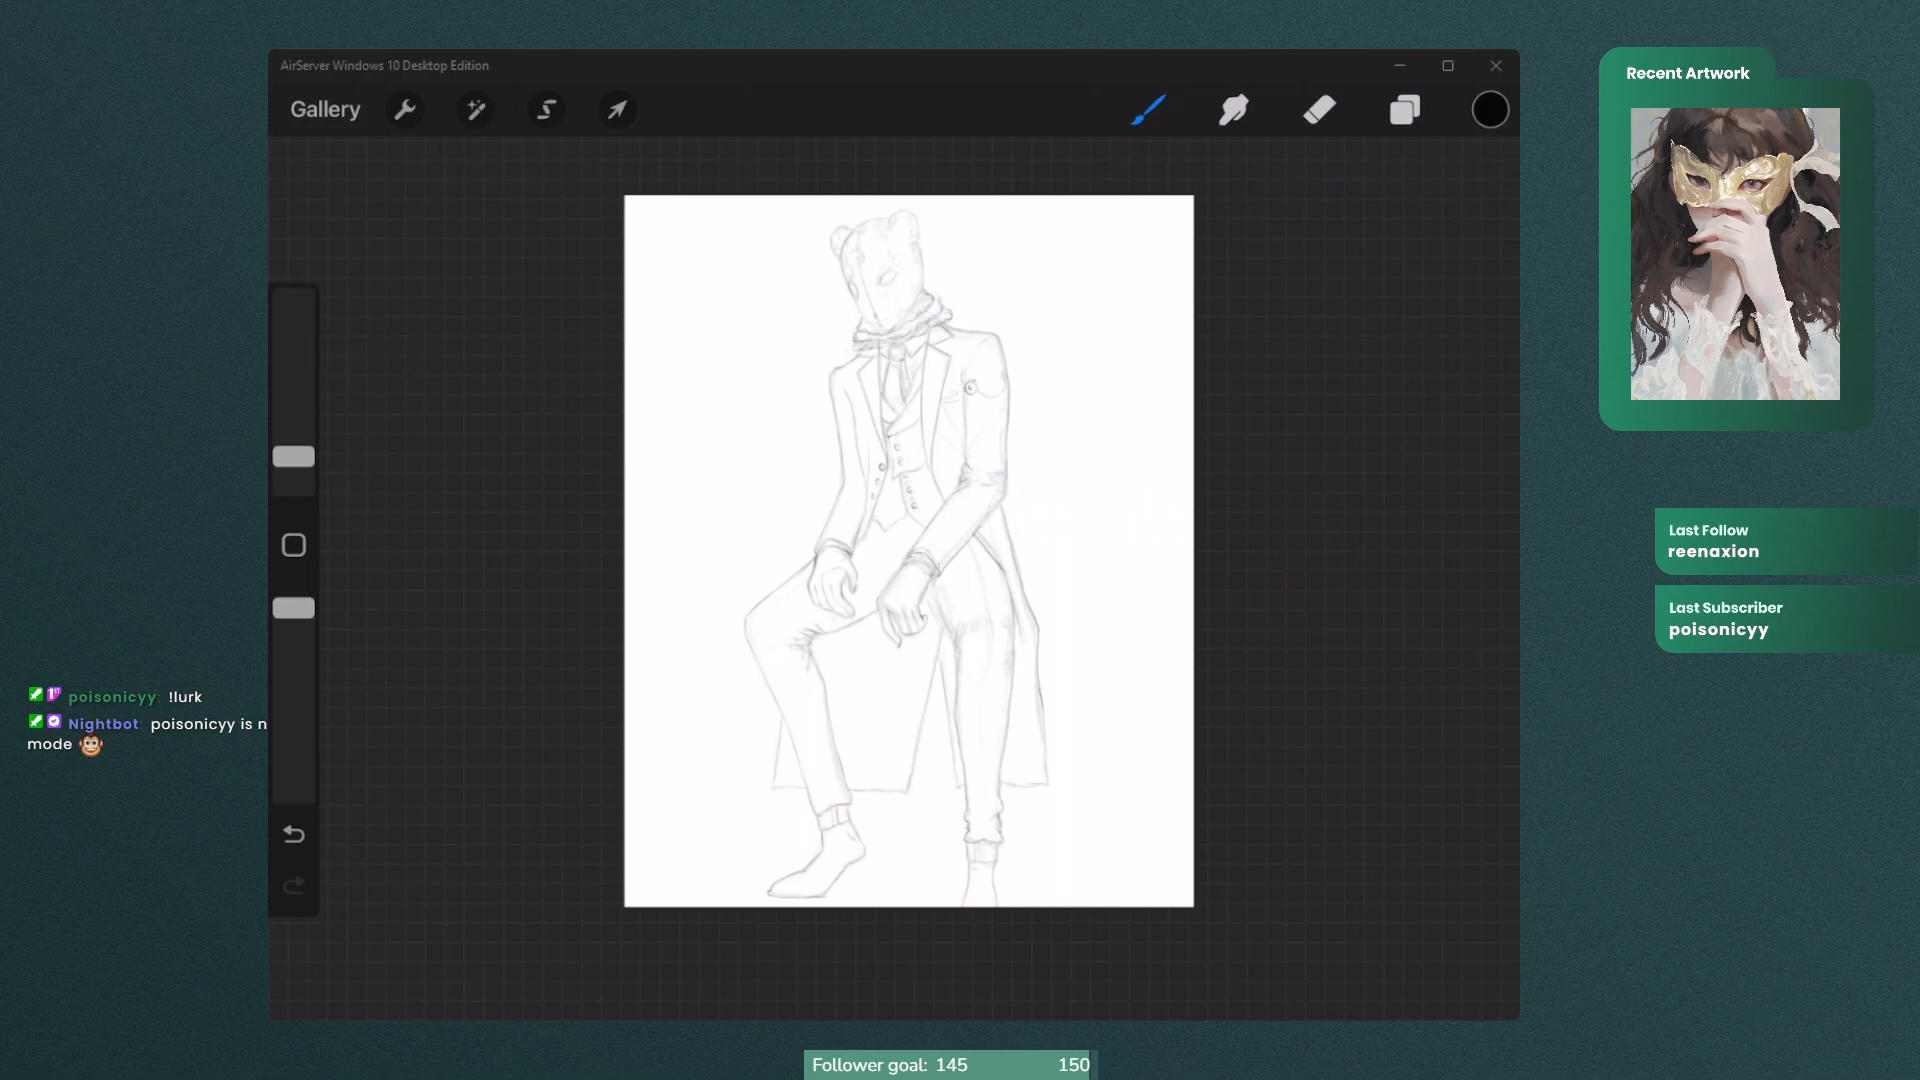 AirServer Windows 10 Desktop Edition
Gallery
Recent Artwork
Last Follow
reenaxion
Last Subscriber
poisonicyy
poisonicyy: !lurk
Nightbot: poisonicyy is n
mode
Follower goal: 145 150